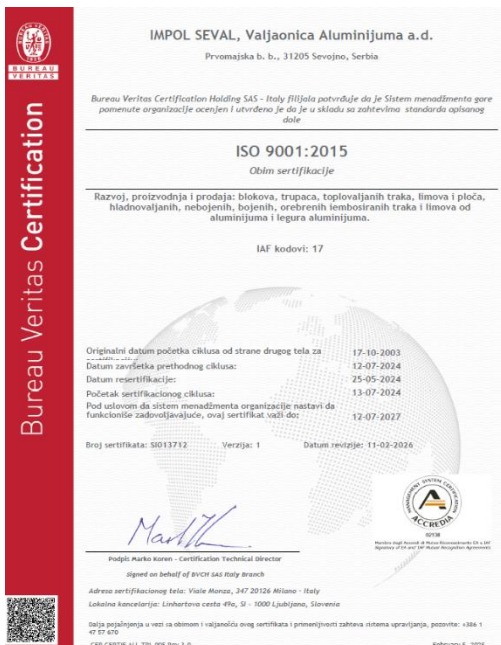 IMPOL SEVAL, Valjaonica Aluminijuma a.d.
Prvomajska b. b., 31205 Sevojno, Serbia
BUREAU
VERITAS
Bureau Veritas Certification
Bureau Veritas Certification Holding SAS - Italy filijala potvrđuje da je Sistem menadžmenta gore
pomenute organizacije ocenjen i utvrđeno je da je u skladu sa zahtevima standarda opisanog
dole
ISO 9001:2015
Obim sertifikacije
Razvoj, proizvodnja i prodaja: blokova, trupaca, toplovaljanih traka, limova i ploča,
hladnovaljanih, nebojenih, bojenih, orebrenih iembosiranih traka i limova od
aluminijuma i legura aluminijuma.
IAF kodovi: 17
Originalni datum početka ciklusa od strane drugog tela za
17-10-2003
Datum završetka prethodnog ciklusa: 12-07-2024
Datum resertifikacije: 25-05-2024
Početak sertifikacionog ciklusa: 13-07-2024
Pod uslovom da sistem menadžmenta organizacije nastavi da
funkcioniše zadovoljavajuće, ovaj sertifikat važi do: 12-07-2027
Broj sertifikata: SI013712 Verzija: 1 Datum revizije: 11-02-2026
MANAGEMENT SYSTEM CERTIFICATION
ACCREDIA
Podpis Marko Koren - Certification Technical Director
Signed on behalf of BVCH SAS Italy Branch
Adresa sertifikacionog tela: Viale Monza, 347 20126 Milano - Italy
Lokalna kancelarija: Linhartova cesta 49a, SI - 1000 Ljubljana, Slovenia
Dalja pojašnjenja u vezi sa obimom i valjanošću ovog sertifikata i primenljivosti zahteva sistema upravljanja, pozovite: +386 1
47 57 670